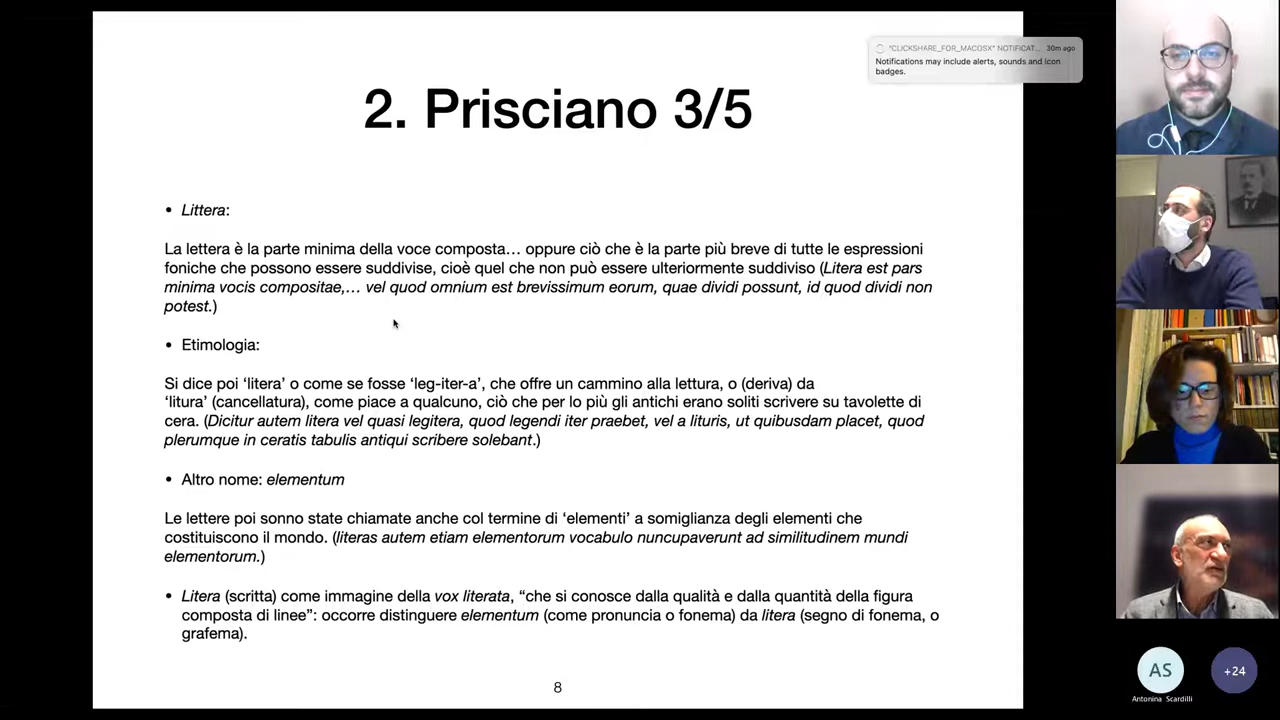 2. Prisciano 3/5
"CLICKSHARE_FOR_MACOSX" NOTIFICAT... 30m ago
Notifications may include alerts, sounds and icon
badges.
• Littera:
La lettera è la parte minima della voce composta… oppure ciò che è la parte più breve di tutte le espressioni
foniche che possono essere suddivise, cioè quel che non può essere ulteriormente suddiviso (Litera est pars
minima vocis compositae,… vel quod omnium est brevissimum eorum, quae dividi possunt, id quod dividi non
potest.)
• Etimologia:
Si dice poi ‘litera’ o come se fosse ‘leg-iter-a’, che offre un cammino alla lettura, o (deriva) da
‘litura’ (cancellatura), come piace a qualcuno, ciò che per lo più gli antichi erano soliti scrivere su tavolette di
cera. (Dicitur autem litera vel quasi legitera, quod legendi iter praebet, vel a lituris, ut quibusdam placet, quod
plerumque in ceratis tabulis antiqui scribere solebant.)
• Altro nome: elementum
Le lettere poi sonno state chiamate anche col termine di ‘elementi’ a somiglianza degli elementi che
costituiscono il mondo. (literas autem etiam elementorum vocabulo nuncupaverunt ad similitudinem mundi
elementorum.)
• Litera (scritta) come immagine della vox literata, “che si conosce dalla qualità e dalla quantità della figura
composta di linee”: occorre distinguere elementum (come pronuncia o fonema) da litera (segno di fonema, o
grafema).
8
AS
+24
Antonina Scardilli